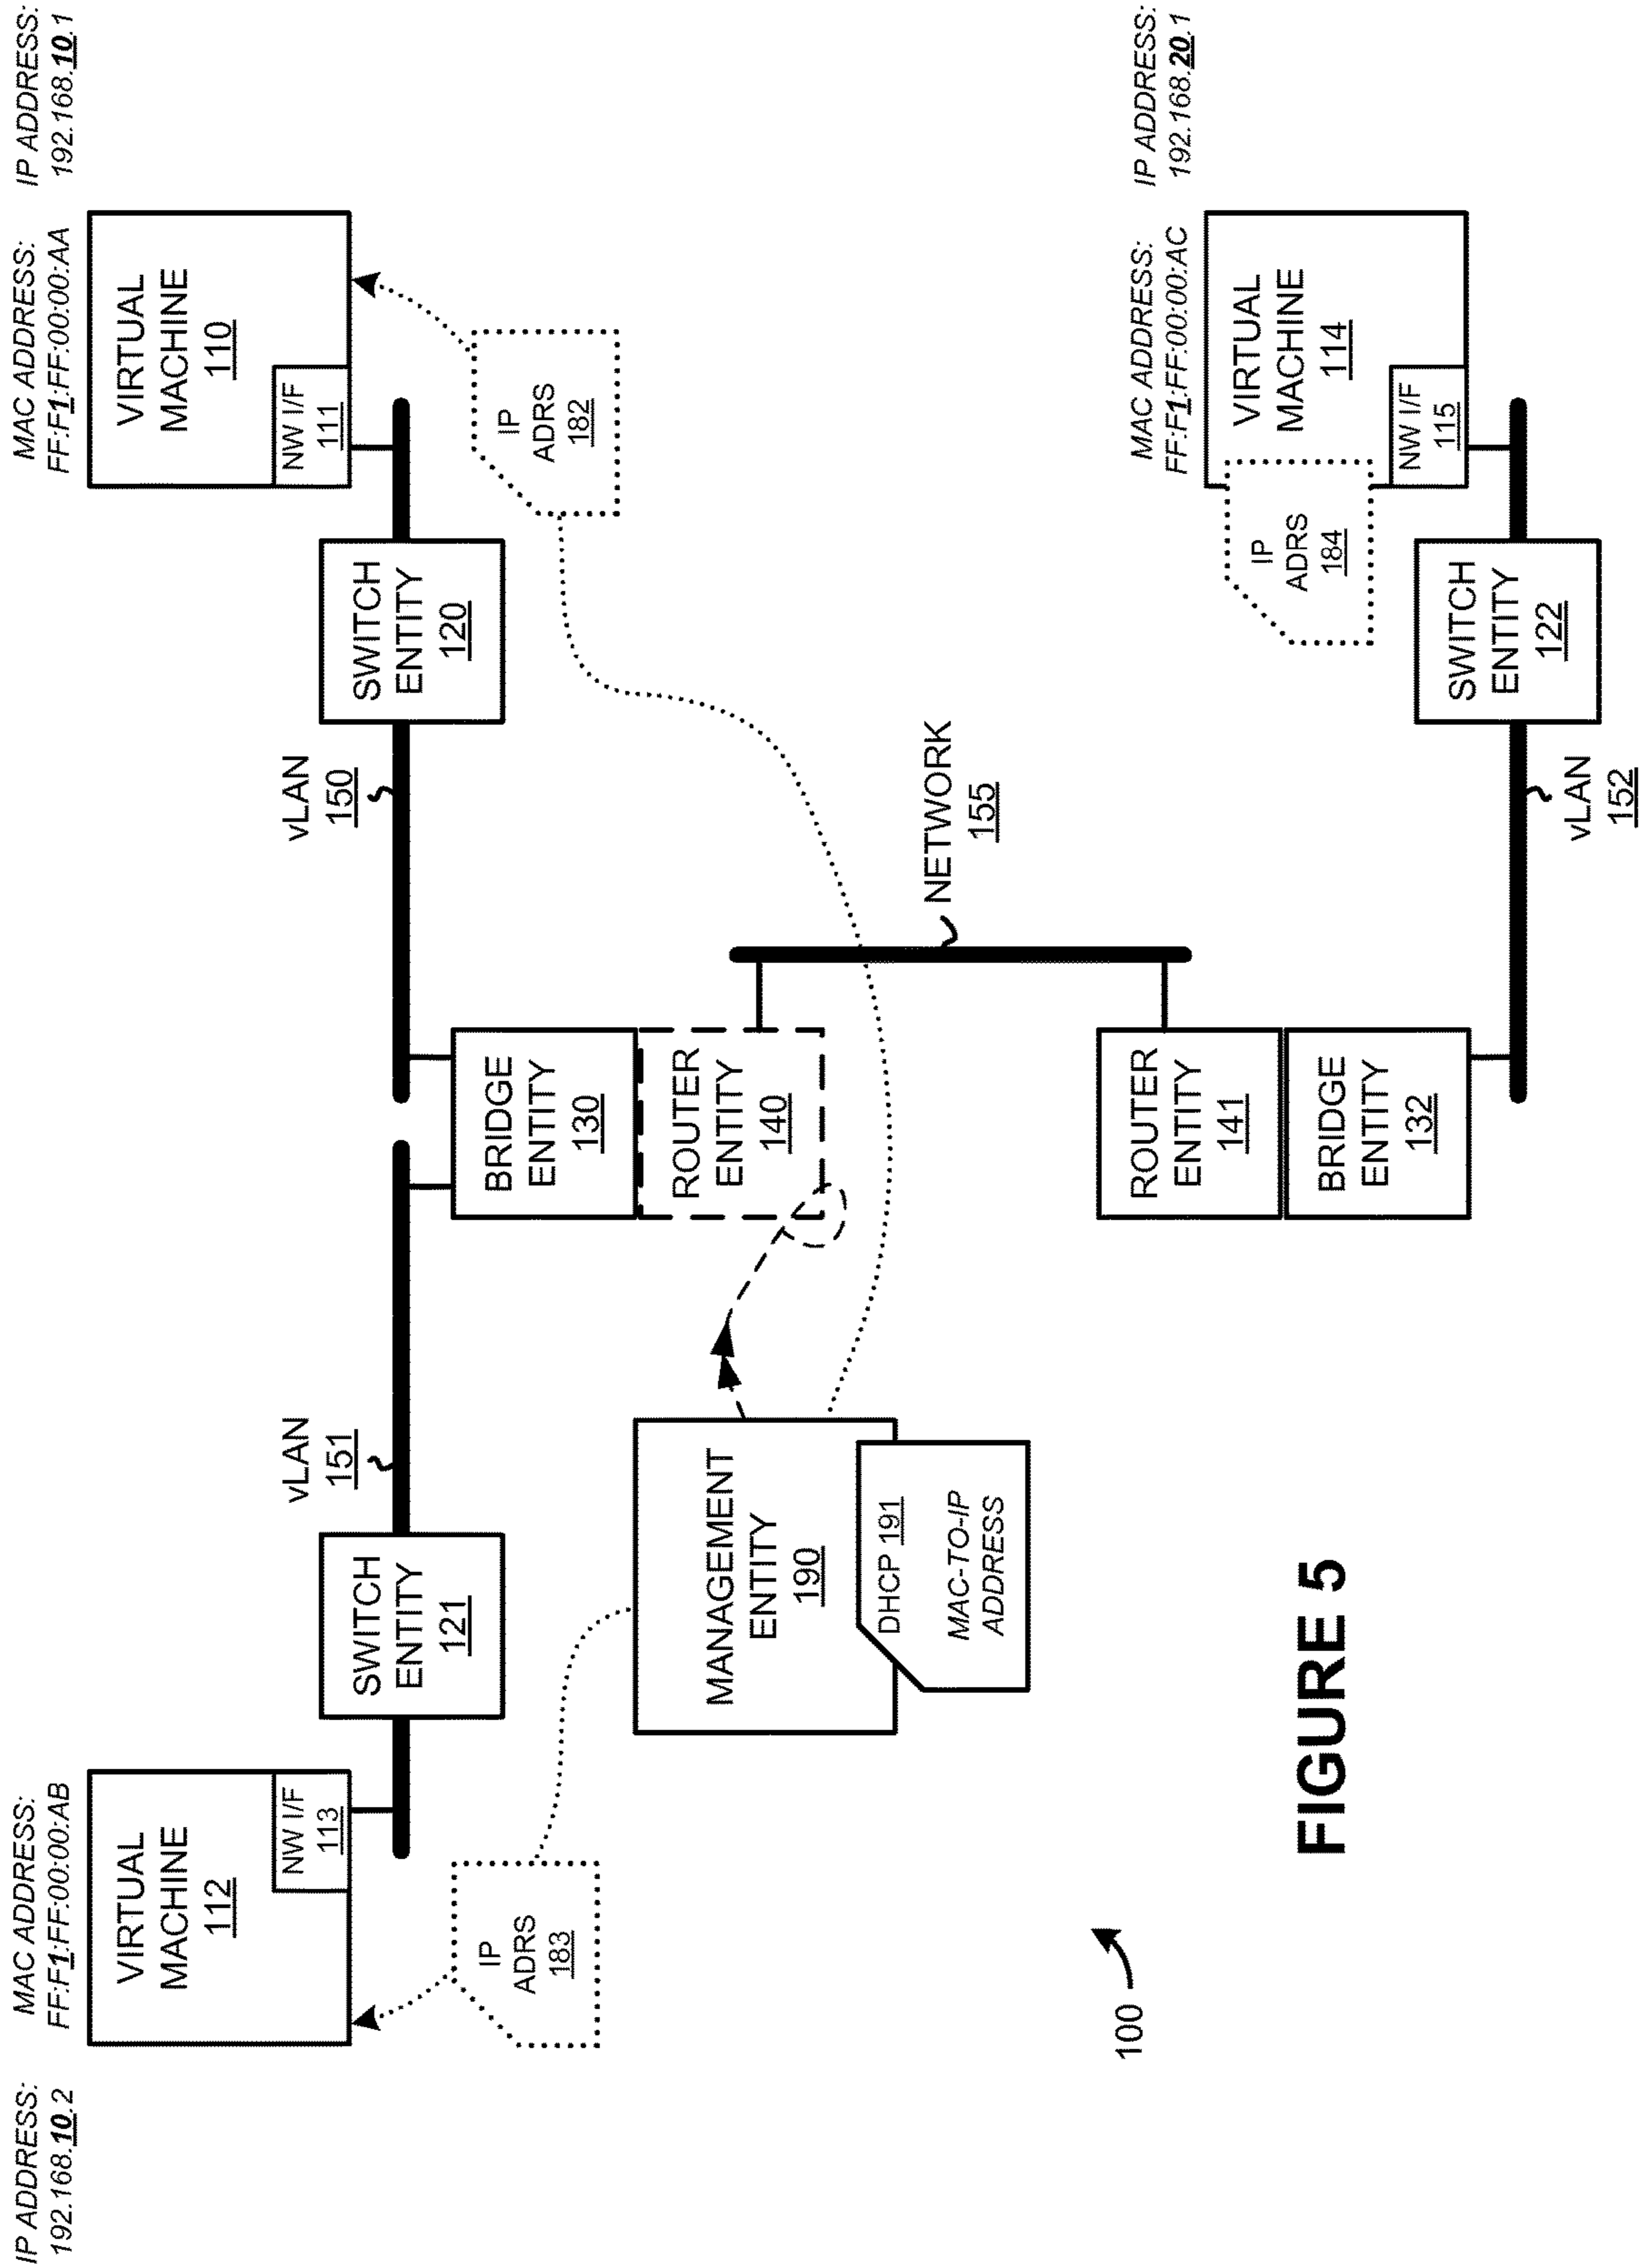 IP ADDRESS:
192.168.10.2
MAC ADDRESS:
FF:F1:FF:00:00:AB
VIRTUAL
MACHINE
112
NW I/F
113
IP
ADRS
183
SWITCH
ENTITY
121
vLAN
151
MANAGEMENT
ENTITY
190
DHCP 191
MAC-TO-IP
ADDRESS
BRIDGE
ENTITY
130
ROUTER
ENTITY
140
vLAN
150
SWITCH
ENTITY
120
MAC ADDRESS:
FF:F1:FF:00:00:AA
IP ADDRESS:
192.168.10.1
VIRTUAL
MACHINE
110
NW I/F
111
IP
ADRS
182
NETWORK
155
ROUTER
ENTITY
141
BRIDGE
ENTITY
132
vLAN
152
SWITCH
ENTITY
122
MAC ADDRESS:
FF:F1:FF:00:00:AC
IP ADDRESS:
192.168.20.1
VIRTUAL
MACHINE
114
NW I/F
115
IP
ADRS
184
100
FIGURE 5